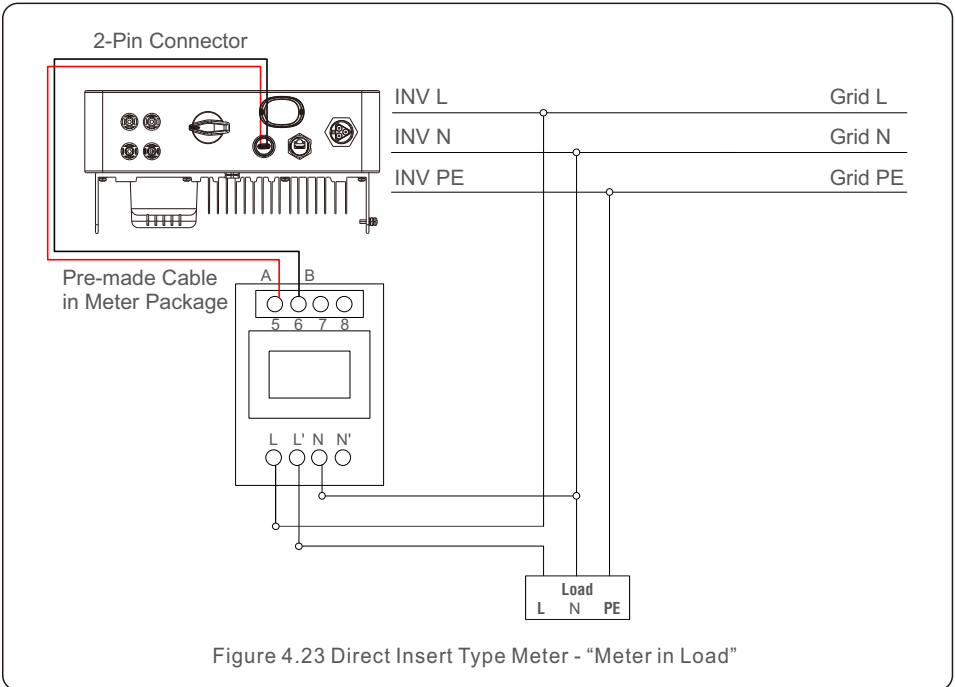 2-Pin Connector
INV L Grid L
INV N Grid N
INV PE Grid PE
Pre-made Cable
in Meter Package
A B
5 6 7 8
L L' N N'
Load
L N PE
Figure 4.23 Direct Insert Type Meter - “Meter in Load”